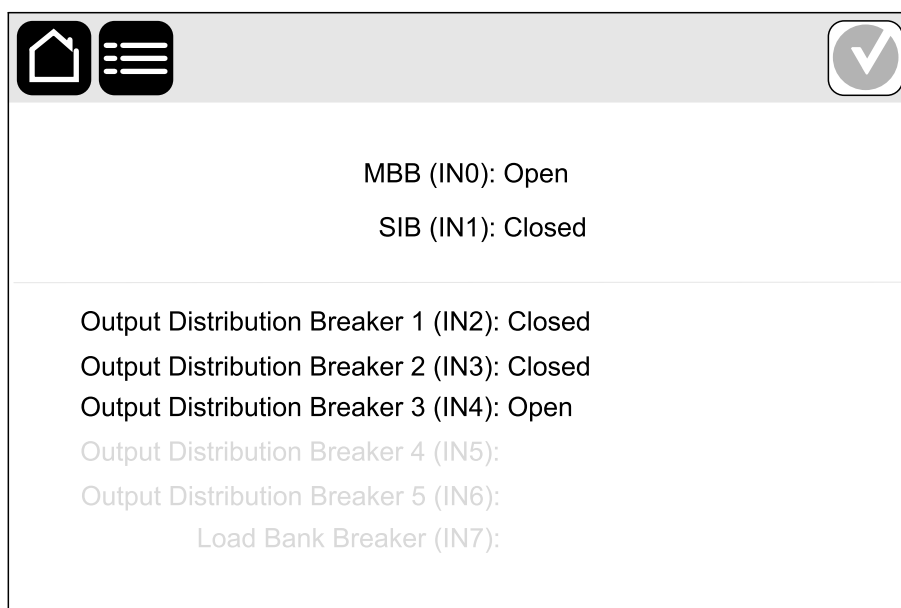 MBB (IN0): Open
SIB (IN1): Closed
Output Distribution Breaker 1 (IN2): Closed
Output Distribution Breaker 2 (IN3): Closed
Output Distribution Breaker 3 (IN4): Open
Output Distribution Breaker 4 (IN5):
Output Distribution Breaker 5 (IN6):
Load Bank Breaker (IN7):